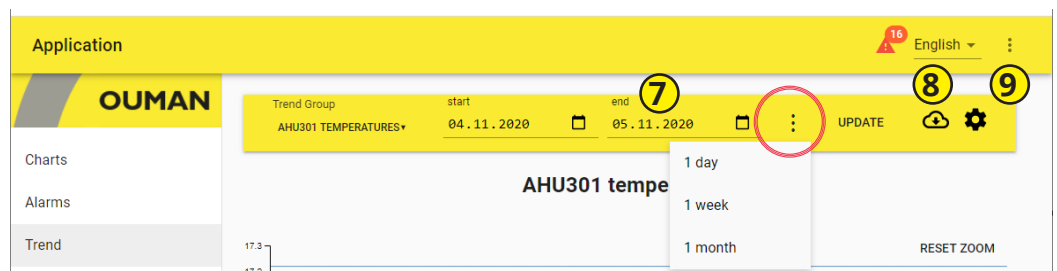 Application
16
English
OUMAN
7
8
9
Trend Group
start
end
AHU301 TEMPERATURES
04.11.2020
05.11.2020
UPDATE
Charts
1 day
AHU301 tempe
Alarms
1 week
Trend
17.3
1 month
RESET ZOOM